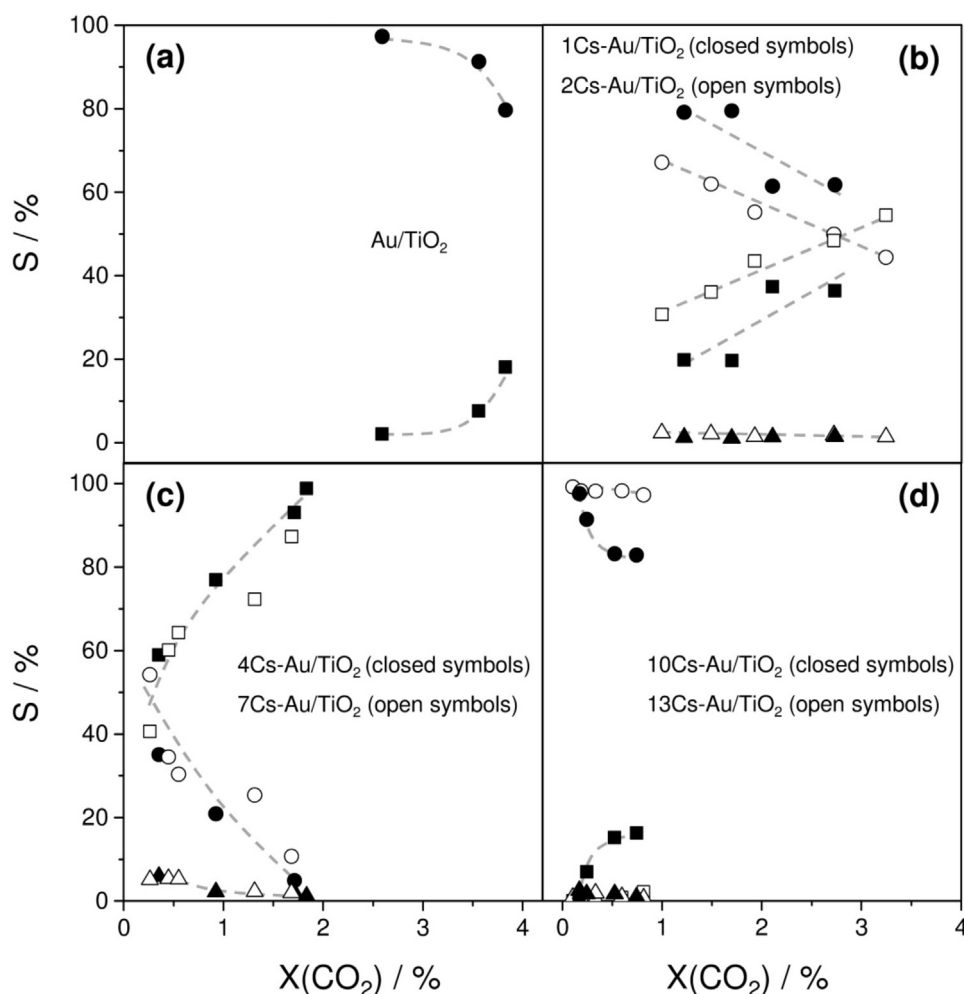 100
80
60
40
20
0
S / %
(a)
Au/TiO₂
1Cs-Au/TiO₂ (closed symbols)
2Cs-Au/TiO₂ (open symbols)
(b)
100
80
60
40
20
0
S / %
(c)
4Cs-Au/TiO₂ (closed symbols)
7Cs-Au/TiO₂ (open symbols)
(d)
10Cs-Au/TiO₂ (closed symbols)
13Cs-Au/TiO₂ (open symbols)
0 1 2 3 4
0 1 2 3 4
X(CO₂) / % X(CO₂) / %